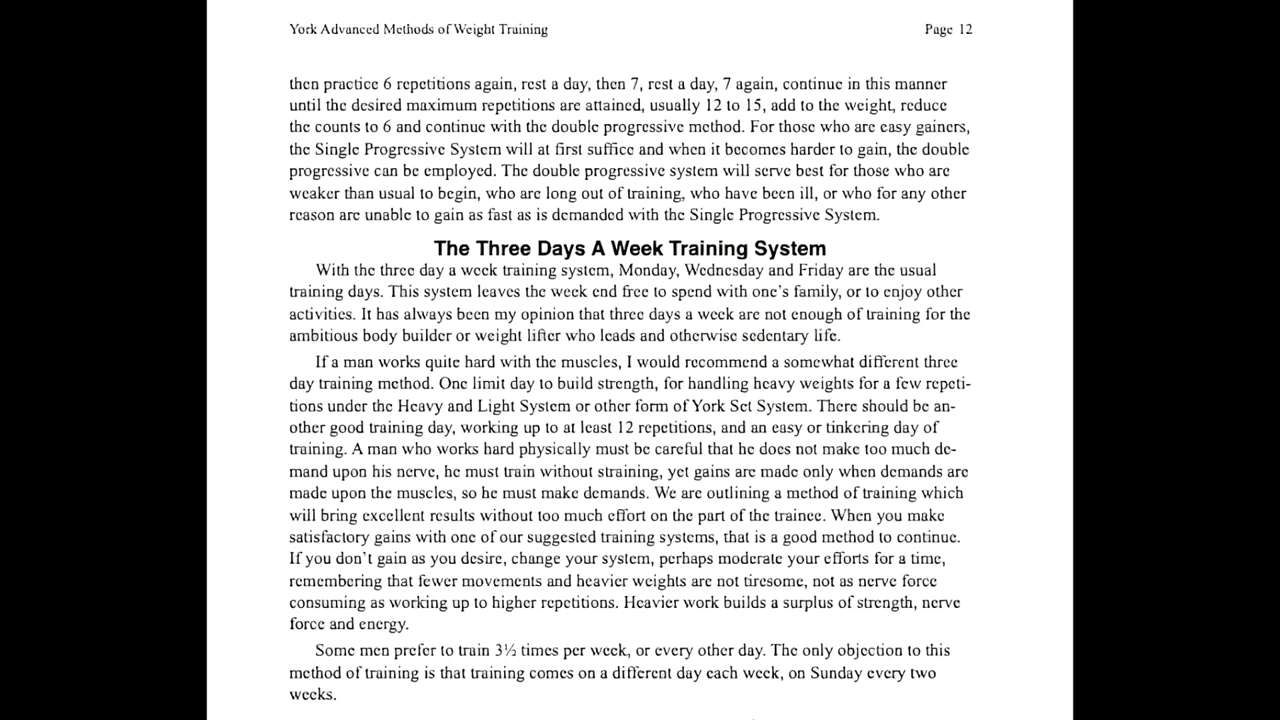 York Advanced Methods of Weight Training Page 12
then practice 6 repetitions again, rest a day, then 7, rest a day, 7 again, continue in this manner
until the desired maximum repetitions are attained, usually 12 to 15, add to the weight, reduce
the counts to 6 and continue with the double progressive method. For those who are easy gainers,
the Single Progressive System will at first suffice and when it becomes harder to gain, the double
progressive can be employed. The double progressive system will serve best for those who are
weaker than usual to begin, who are long out of training, who have been ill, or who for any other
reason are unable to gain as fast as is demanded with the Single Progressive System.
The Three Days A Week Training System
With the three day a week training system, Monday, Wednesday and Friday are the usual
training days. This system leaves the week end free to spend with one's family, or to enjoy other
activities. It has always been my opinion that three days a week are not enough of training for the
ambitious body builder or weight lifter who leads and otherwise sedentary life.
If a man works quite hard with the muscles, I would recommend a somewhat different three
day training method. One limit day to build strength, for handling heavy weights for a few repeti-
tions under the Heavy and Light System or other form of York Set System. There should be an-
other good training day, working up to at least 12 repetitions, and an easy or tinkering day of
training. A man who works hard physically must be careful that he does not make too much de-
mand upon his nerve, he must train without straining, yet gains are made only when demands are
made upon the muscles, so he must make demands. We are outlining a method of training which
will bring excellent results without too much effort on the part of the trainee. When you make
satisfactory gains with one of our suggested training systems, that is a good method to continue.
If you don't gain as you desire, change your system, perhaps moderate your efforts for a time,
remembering that fewer movements and heavier weights are not tiresome, not as nerve force
consuming as working up to higher repetitions. Heavier work builds a surplus of strength, nerve
force and energy.
Some men prefer to train 3½ times per week, or every other day. The only objection to this
method of training is that training comes on a different day each week, on Sunday every two
weeks.